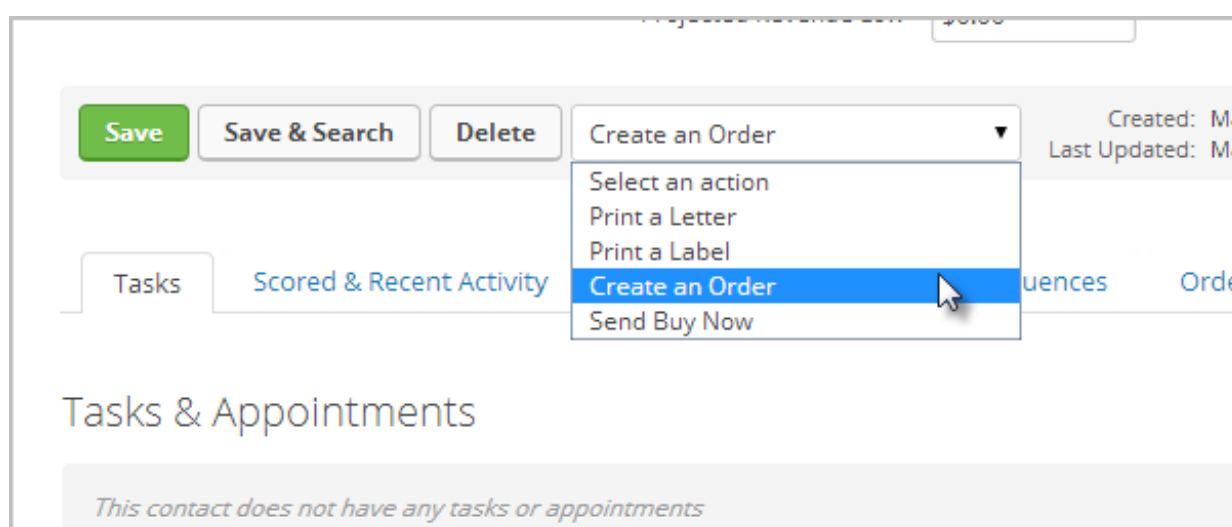 Save Save & Search Delete Create an Order Created:
Last Updated:
Select an action
Print a Letter
Print a Label
Create an Order
Send Buy Now
Tasks Scored & Recent Activity
Tasks & Appointments
This contact does not have any tasks or appointments